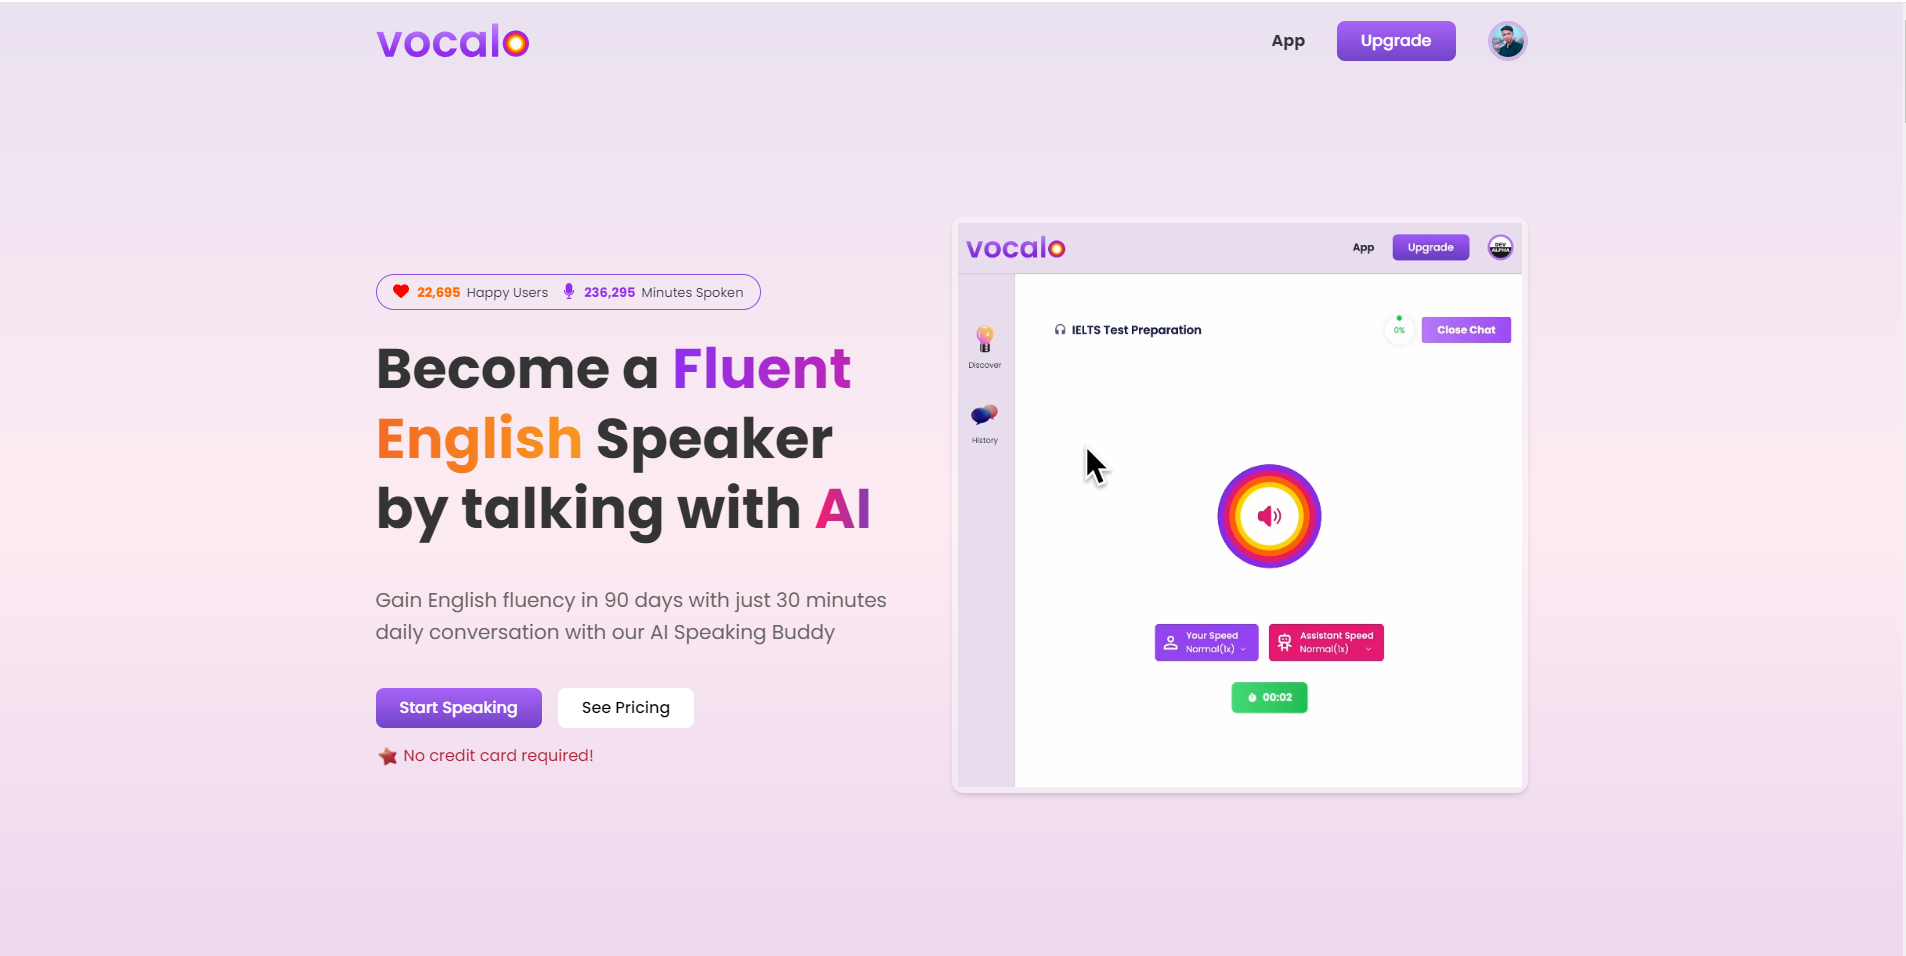 vocalo
App
Upgrade
22,695 Happy Users 236,295 Minutes Spoken
Become a Fluent
English Speaker
by talking with AI
Gain English fluency in 90 days with just 30 minutes
daily conversation with our AI Speaking Buddy
Start Speaking
See Pricing
No credit card required!
vocalo
App
Upgrade
DEV
ALPHA
Discover
History
IELTS Test Preparation
0%
Close Chat
Your Speed
Normal(1x)
Assistant Speed
Normal(1x)
00:02